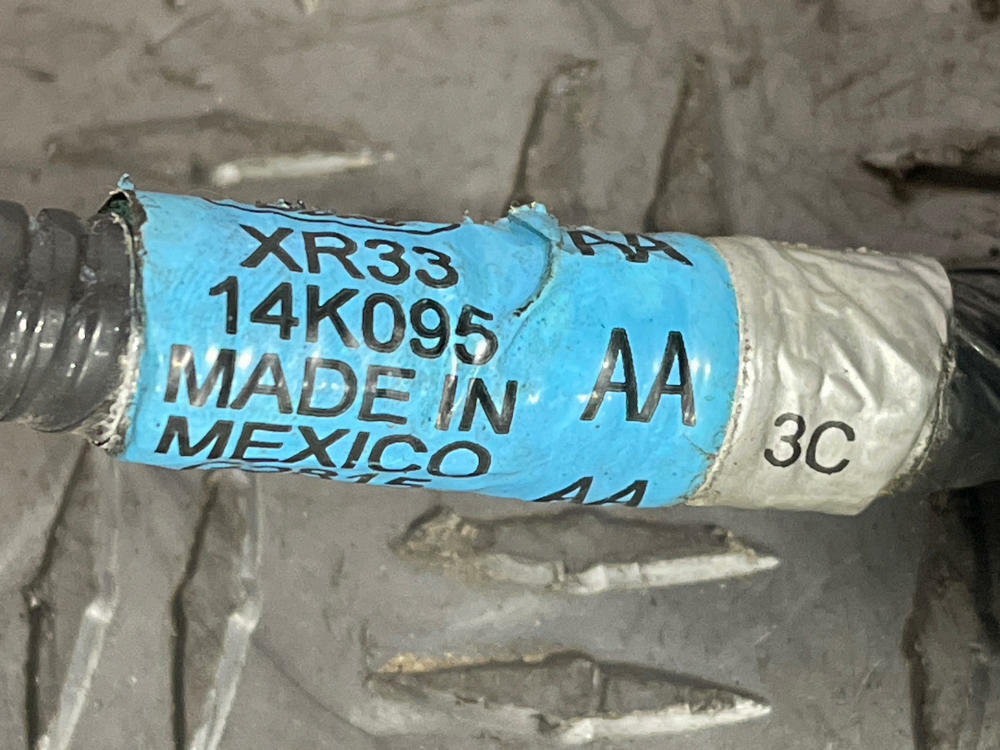 XR33
14K095
MADE IN
MEXICO
AA
AA
AA
3C